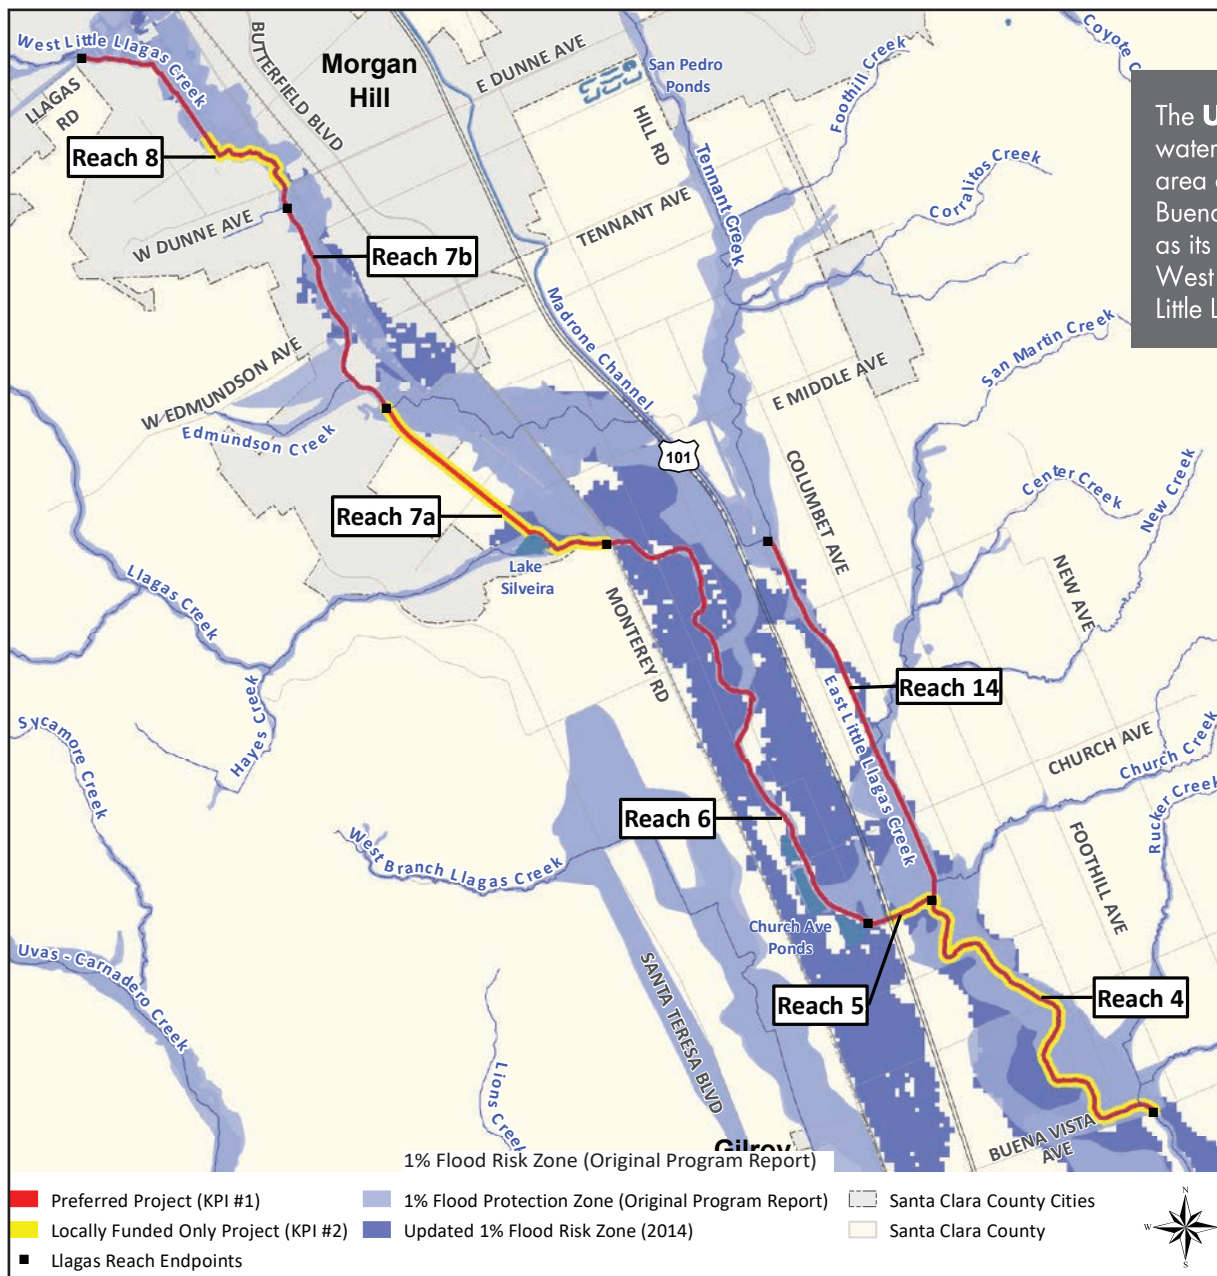 West Little Llagas Creek
LLAGAS
RD
BUTTERFIELD BLVD
Morgan
Hill
E DUNNE AVE
San Pedro
Ponds
HILL RD
Foothill Creek
Coyote C
Reach 8
Tennant Creek
TENNANT AVE
Corralitos Creek
W DUNNE AVE
Reach 7b
Madrone Channel
The U
water
area
Buena
as its
West
Little L
San Martin Creek
W EDMUNDSON AVE
Edmundson Creek
E MIDDLE AVE
101
COLUMBET AVE
Center Creek
New Creek
Reach 7a
Lake
Silveira
Llagas Creek
MONTEREY RD
NEW AVE
Hayes Creek
Sycamore Creek
Reach 14
East Little Llagas Creek
CHURCH AVE
Church Creek
Rucker Creek
Reach 6
West Branch Llagas Creek
FOOTHILL AVE
Church Ave
Ponds
Uvas - Carnadero Creek
SANTA TERESA BLVD
Reach 5
Reach 4
Lions Creek
BUENA VISTA
AVE
Gilroy
1% Flood Risk Zone (Original Program Report)
Preferred Project (KPI #1)
Locally Funded Only Project (KPI #2)
Llagas Reach Endpoints
1% Flood Protection Zone (Original Program Report)
Updated 1% Flood Risk Zone (2014)
Santa Clara County Cities
Santa Clara County
N
W
E
S